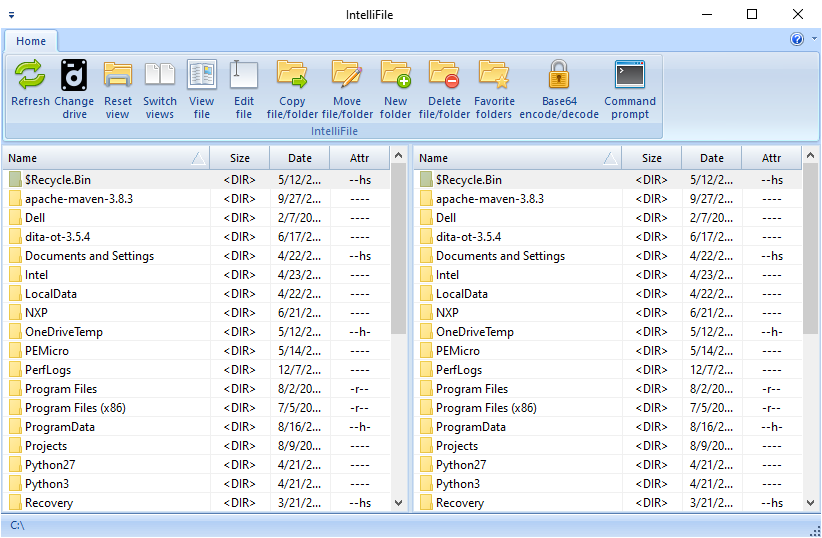 IntelliFile
Home
Refresh Change drive Reset view Switch views View file Edit file Copy file/folder Move file/folder New folder Delete file/folder Favorite folders Base64 encode/decode Command prompt
IntelliFile
Name Size Date Attr Name Size Date Attr
$Recycle.Bin <DIR> 5/12/2... --hs $Recycle.Bin <DIR> 5/12/2... --hs
apache-maven-3.8.3 <DIR> 9/27/2... ---- apache-maven-3.8.3 <DIR> 9/27/2... ----
Dell <DIR> 2/7/20... ---- Dell <DIR> 2/7/20... ----
dita-ot-3.5.4 <DIR> 6/17/2... ---- dita-ot-3.5.4 <DIR> 6/17/2... ----
Documents and Settings <DIR> 4/22/2... --hs Documents and Settings <DIR> 4/22/2... --hs
Intel <DIR> 4/23/2... ---- Intel <DIR> 4/23/2... ----
LocalData <DIR> 4/22/2... ---- LocalData <DIR> 4/22/2... ----
NXP <DIR> 6/21/2... ---- NXP <DIR> 6/21/2... ----
OneDriveTemp <DIR> 5/12/2... --h- OneDriveTemp <DIR> 5/12/2... --h-
PEMicro <DIR> 5/14/2... ---- PEMicro <DIR> 5/14/2... ----
PerfLogs <DIR> 12/7/2... ---- PerfLogs <DIR> 12/7/2... ----
Program Files <DIR> 8/2/20... -r-- Program Files <DIR> 8/2/20... -r--
Program Files (x86) <DIR> 7/5/20... -r-- Program Files (x86) <DIR> 7/5/20... -r--
ProgramData <DIR> 8/16/2... --h- ProgramData <DIR> 8/16/2... --h-
Projects <DIR> 8/9/20... ---- Projects <DIR> 8/9/20... ----
Python27 <DIR> 4/21/2... ---- Python27 <DIR> 4/21/2... ----
Python3 <DIR> 4/21/2... ---- Python3 <DIR> 4/21/2... ----
Recovery <DIR> 3/21/2... --hs Recovery <DIR> 3/21/2... --hs
C:\